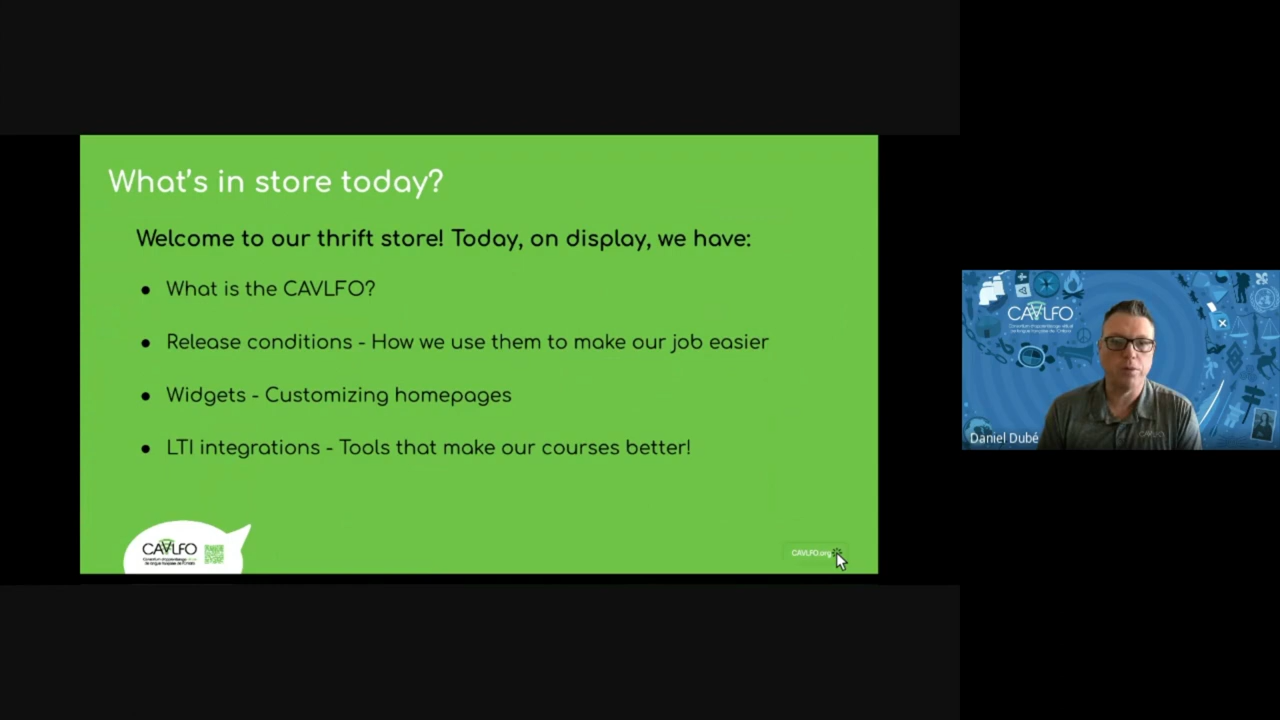 What's in store today?
Welcome to our thrift store! Today, on display, we have:
● What is the CAVLFO?
● Release conditions - How we use them to make our job easier
● Widgets - Customizing homepages
● LTI integrations - Tools that make our courses better!
CAVLFO
CAVLFO.org
CAVLFO
Daniel Dubé